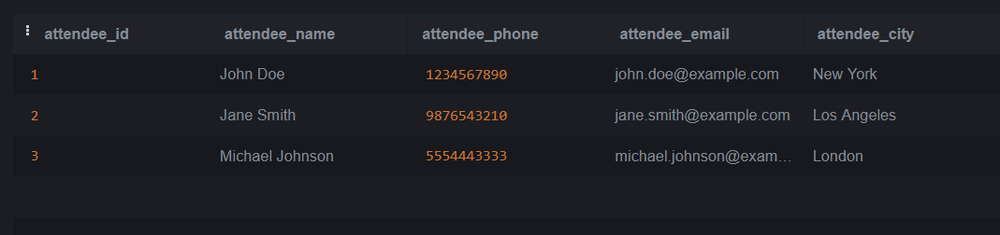 attendee_id attendee_name attendee_phone attendee_email attendee_city
1 John Doe 1234567890 john.doe@example.com New York
2 Jane Smith 9876543210 jane.smith@example.com Los Angeles
3 Michael Johnson 5554443333 michael.johnson@exam... London